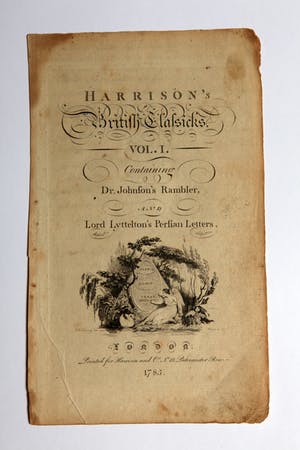 HARRISON's
British Classicks.
VOL. I.
Containing
Dr. Johnson's Rambler,
AND
Lord Lyttelton's Persian Letters.
LONDON.
Printed for Harrison and Co. No. 18, Paternoster Row.
1785.